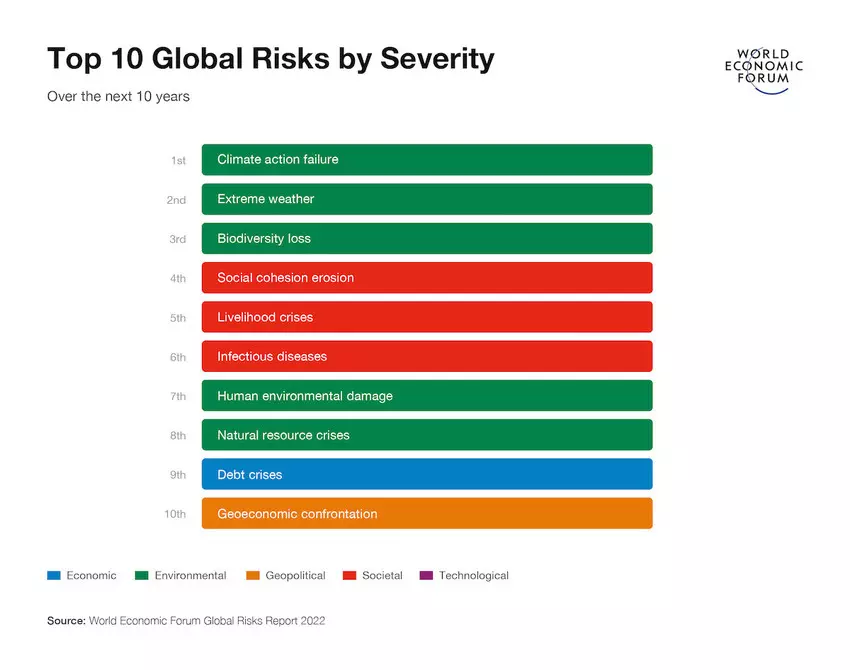 Top 10 Global Risks by Severity
Over the next 10 years
WORLD
ECONOMIC
FORUM
1st Climate action failure
2nd Extreme weather
3rd Biodiversity loss
4th Social cohesion erosion
5th Livelihood crises
6th Infectious diseases
7th Human environmental damage
8th Natural resource crises
9th Debt crises
10th Geoeconomic confrontation
Economic Environmental Geopolitical Societal Technological
Source: World Economic Forum Global Risks Report 2022